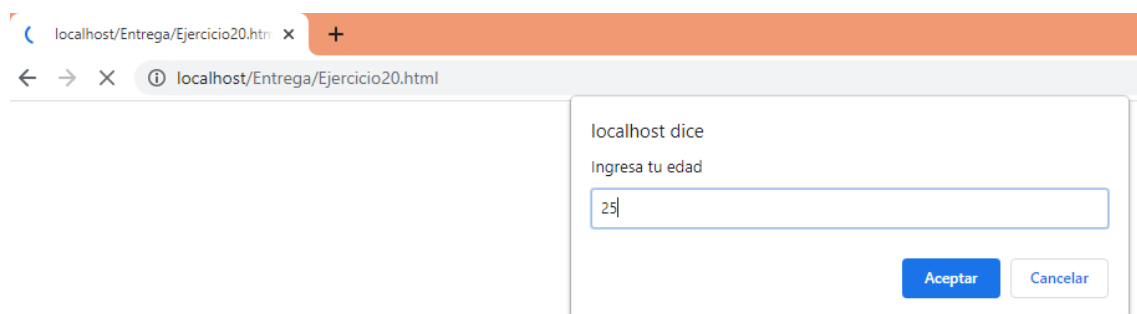 localhost/Entrega/Ejercicio20.htm
localhost/Entrega/Ejercicio20.html
localhost dice
Ingresa tu edad
25
Aceptar
Cancelar